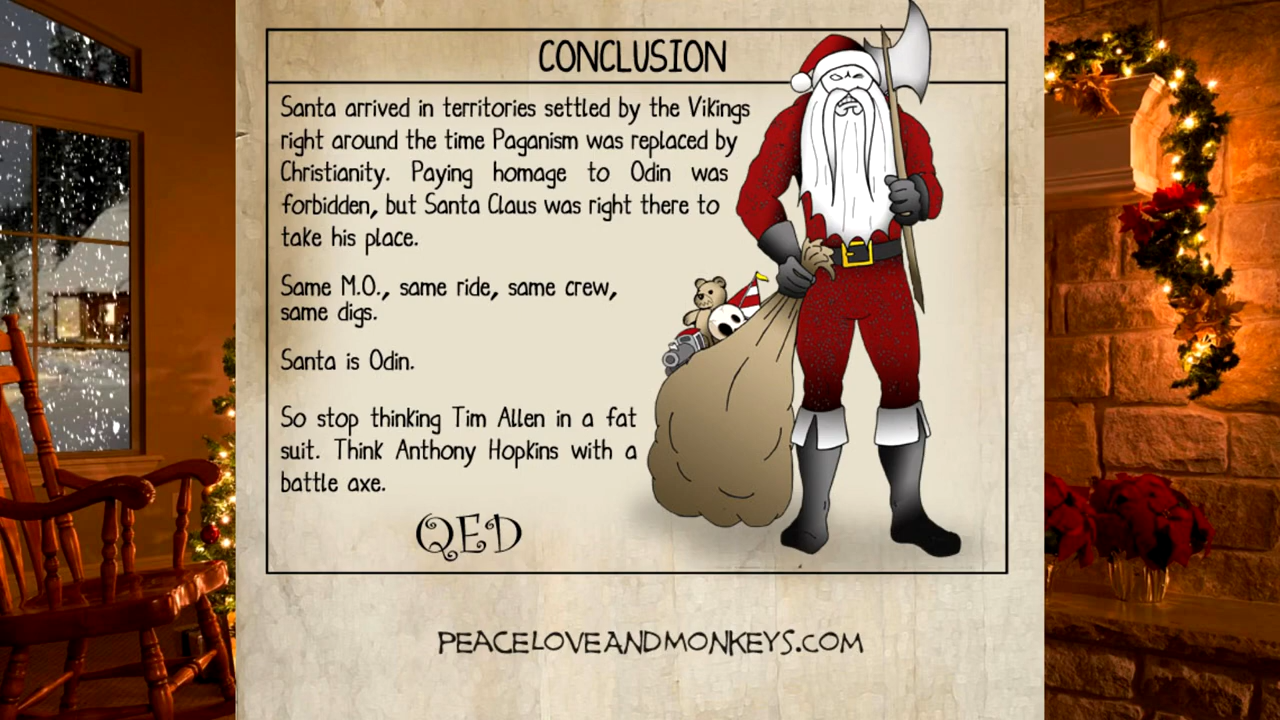 CONCLUSION
Santa arrived in territories settled by the Vikings
right around the time Paganism was replaced by
Christianity. Paying homage to Odin was
forbidden, but Santa Claus was right there to
take his place.
Same M.O., same ride, same crew,
same digs.
Santa is Odin.
So stop thinking Tim Allen in a fat
suit. Think Anthony Hopkins with a
battle axe.
QED
PEACELOVEANDMONKEYS.COM